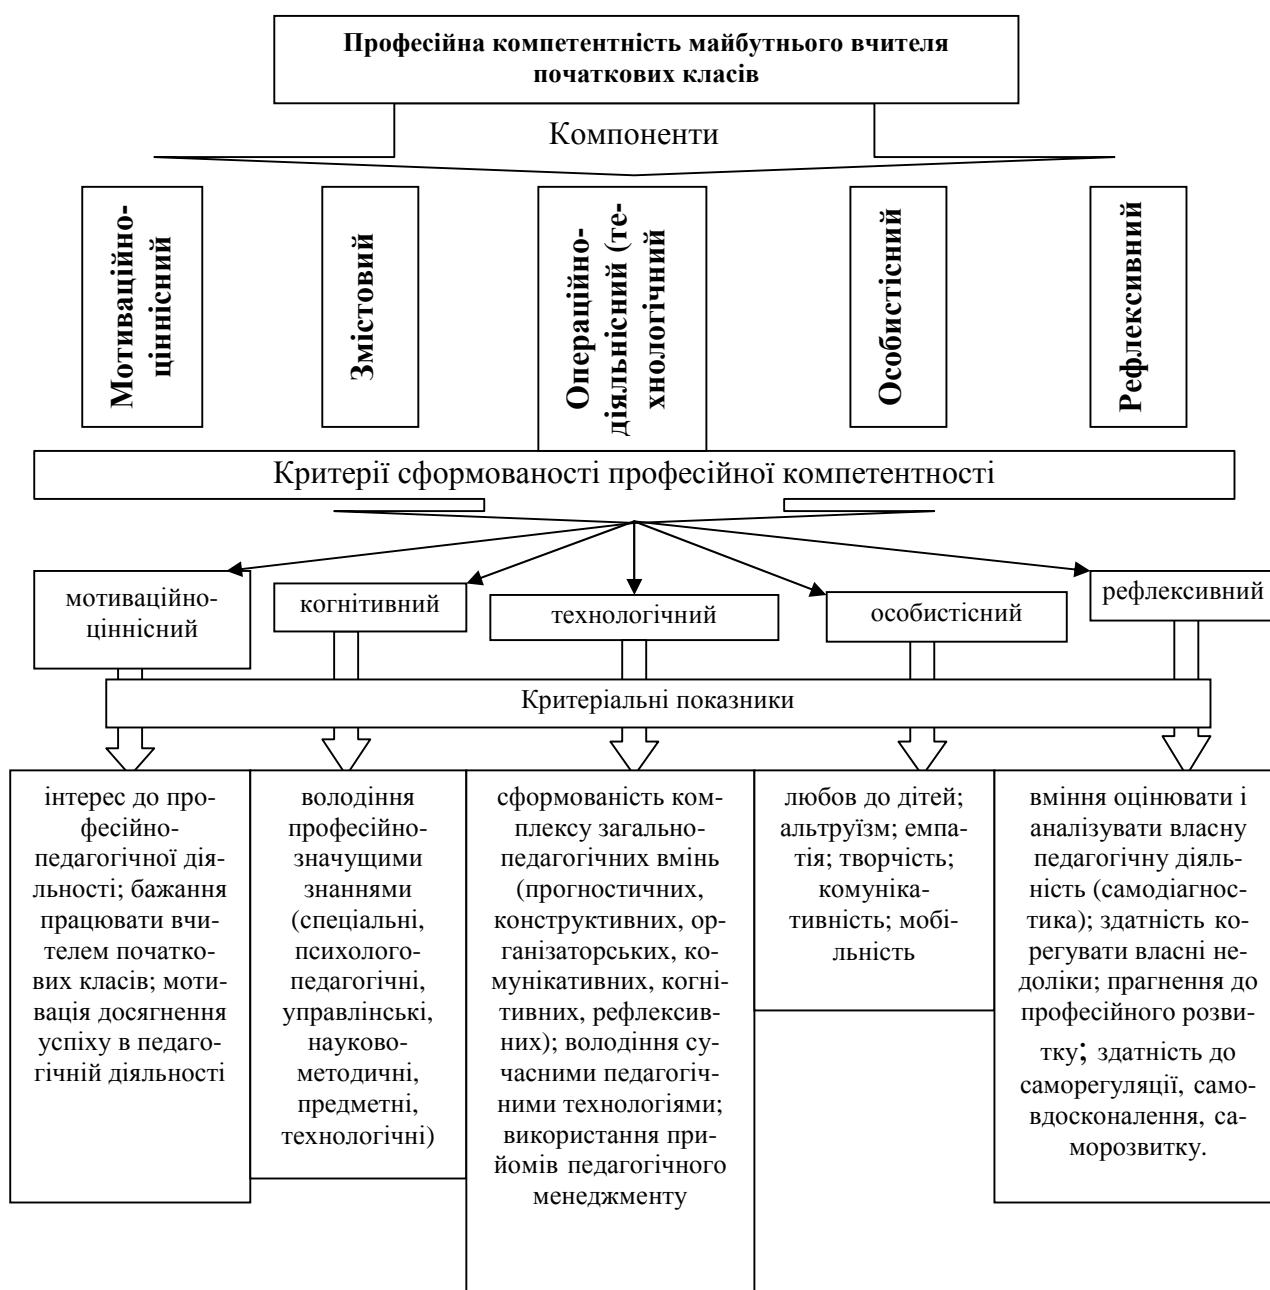 Професійна компетентність майбутнього вчителя
початкових класів
Компоненти
Мотиваційно-
ціннісний
Змістовий
Операційно-
діяльнісний (те-
хнологічний
Особистісний
Рефлексивний
Критерії сформованості професійної компетентності
мотиваційно-
ціннісний
когнітивний
технологічний
особистісний
рефлексивний
Критеріальні показники
інтерес до про-
фесійно-
педагогічної дія-
льності; бажання
працювати вчи-
телем початко-
вих класів; моти-
вація досягнення
успіху в педаго-
гічній діяльності
володіння
професійно-
значущими
знаннями
(спеціальні,
психолого-
педагогічні,
управлінські,
науково-
методичні,
предметні,
технологічні)
сформованість ком-
плексу загально-
педагогічних вмінь
(прогностичних,
конструктивних, ор-
ганізаторських, ко-
мунікативних, когні-
тивних, рефлексив-
них); володіння су-
часними педагогіч-
ними технологіями;
використання при-
йомів педагогічного
менеджменту
любов до дітей;
альтруїзм; емпа-
тія; творчість;
комуніка-
тивність; мобі-
льність
вміння оцінювати і
аналізувати власну
педагогічну діяль-
ність (самодіагнос-
тика); здатність ко-
регувати власні не-
доліки; прагнення до
професійного розви-
тку; здатність до
саморегуляції, само-
вдосконалення, са-
морозвитку.